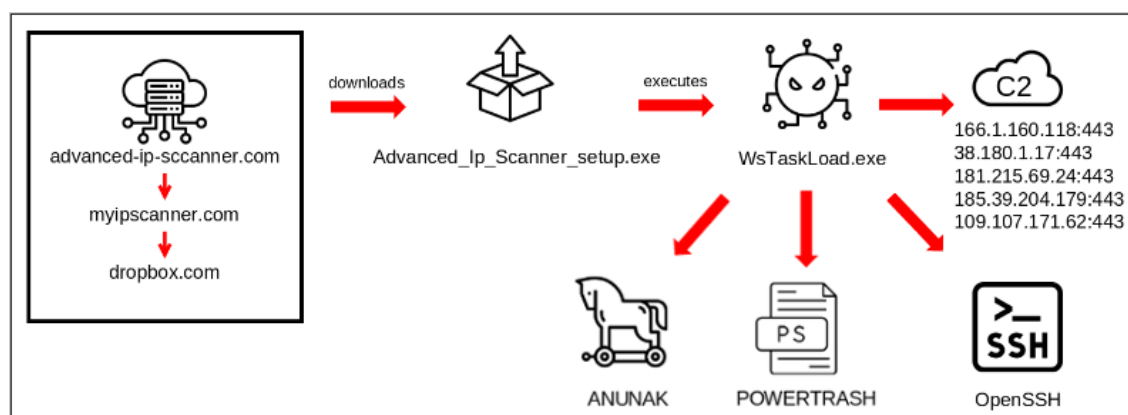 advanced-ip-sccanner.com
myipscanner.com
dropbox.com
downloads
Advanced_Ip_Scanner_setup.exe
executes
WsTaskLoad.exe
C2
166.1.160.118:443
38.180.1.17:443
181.215.69.24:443
185.39.204.179:443
109.107.171.62:443
ANUNAK
PS
POWERTRASH
>_
SSH
OpenSSH